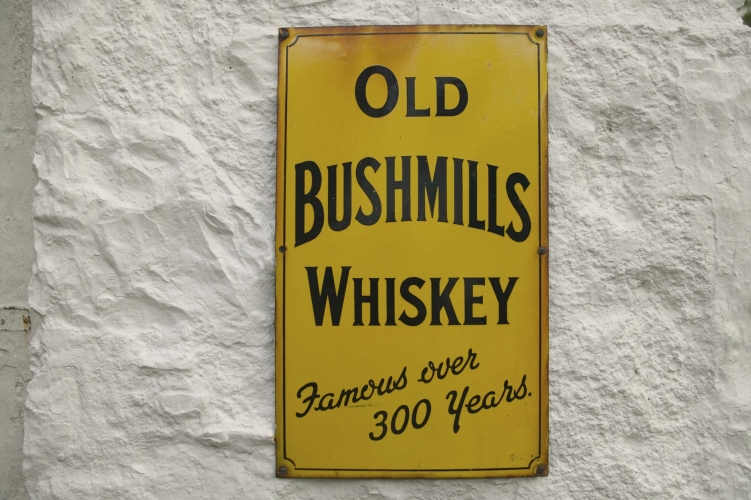 OLD
BUSHMILLS
WHISKEY
Famous over
300 Years.